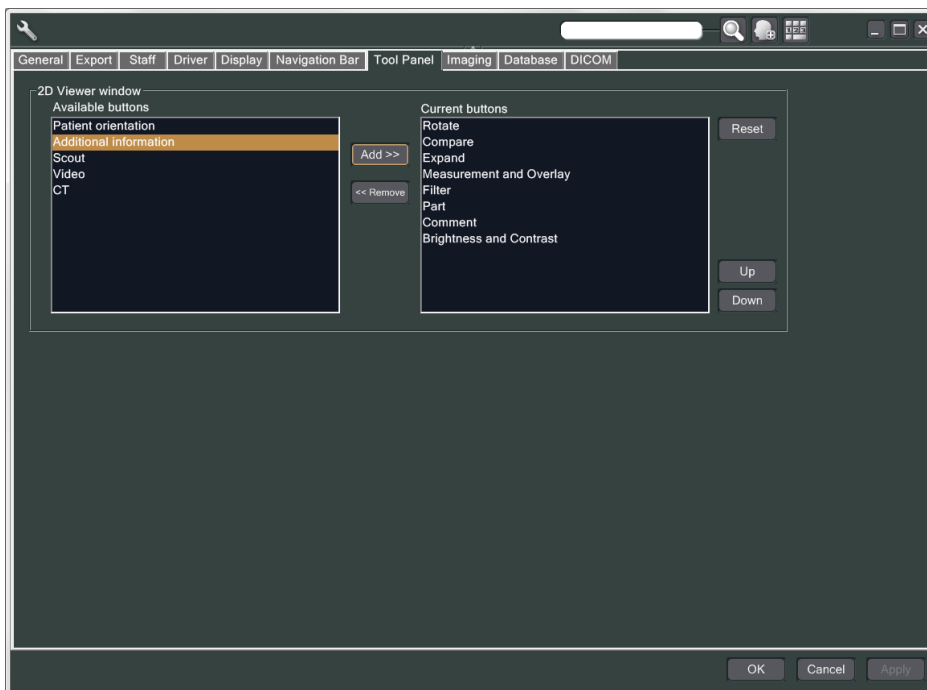 General Export Staff Driver Display Navigation Bar Tool Panel Imaging Database DICOM
2D Viewer window
Available buttons
Patient orientation
Additional information
Scout
Video
CT
Add >>
<< Remove
Current buttons
Rotate
Compare
Expand
Measurement and Overlay
Filter
Part
Comment
Brightness and Contrast
Reset
Up
Down
OK Cancel Apply